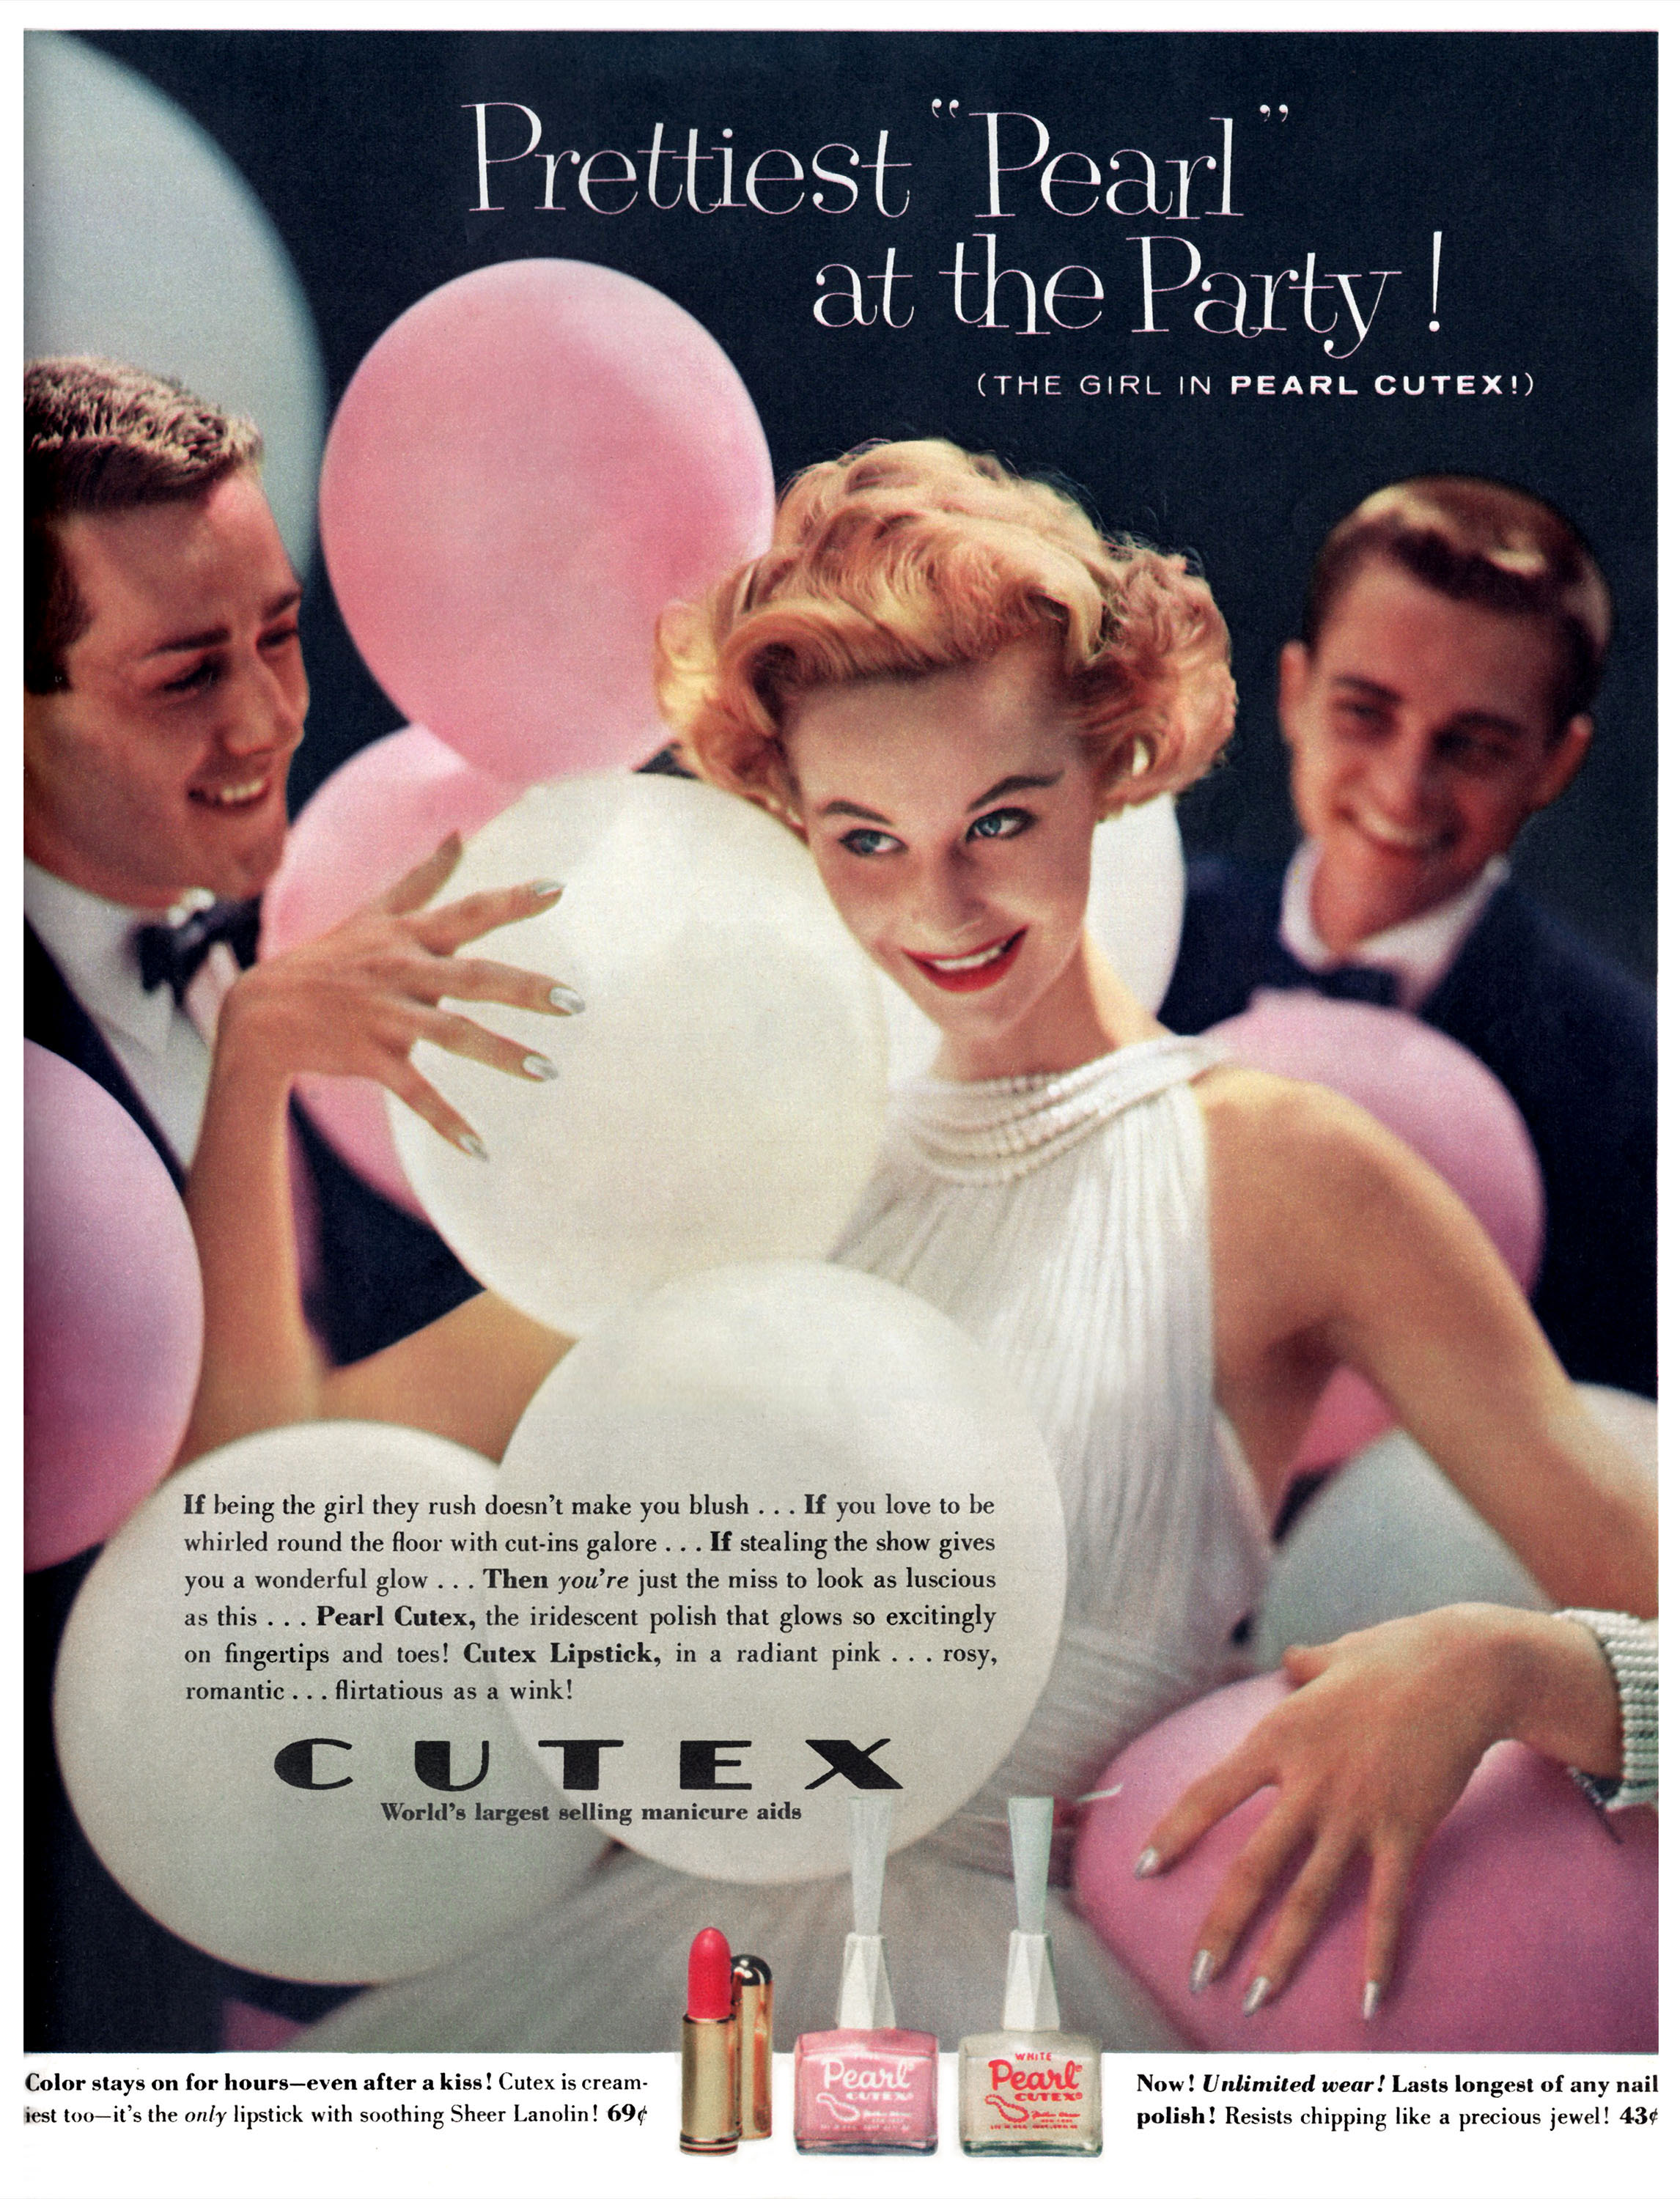 Prettiest “Pearl”
at the Party!
(THE GIRL IN PEARL CUTEX!)
If being the girl they rush doesn't make you blush . . . If you love to be
whirled round the floor with cut-ins galore . . . If stealing the show gives
you a wonderful glow . . . Then you're just the miss to look as luscious
as this . . . Pearl Cutex, the iridescent polish that glows so excitingly
on fingertips and toes! Cutex Lipstick, in a radiant pink . . . rosy,
romantic . . . flirtatious as a wink!
CUTEX
World's largest selling manicure aids
Color stays on for hours—even after a kiss! Cutex is cream-
iest too—it's the only lipstick with soothing Sheer Lanolin! 69¢
Pearl
CUTEX
WHITE
Pearl
CUTEX
Now! Unlimited wear! Lasts longest of any nail
polish! Resists chipping like a precious jewel! 43¢